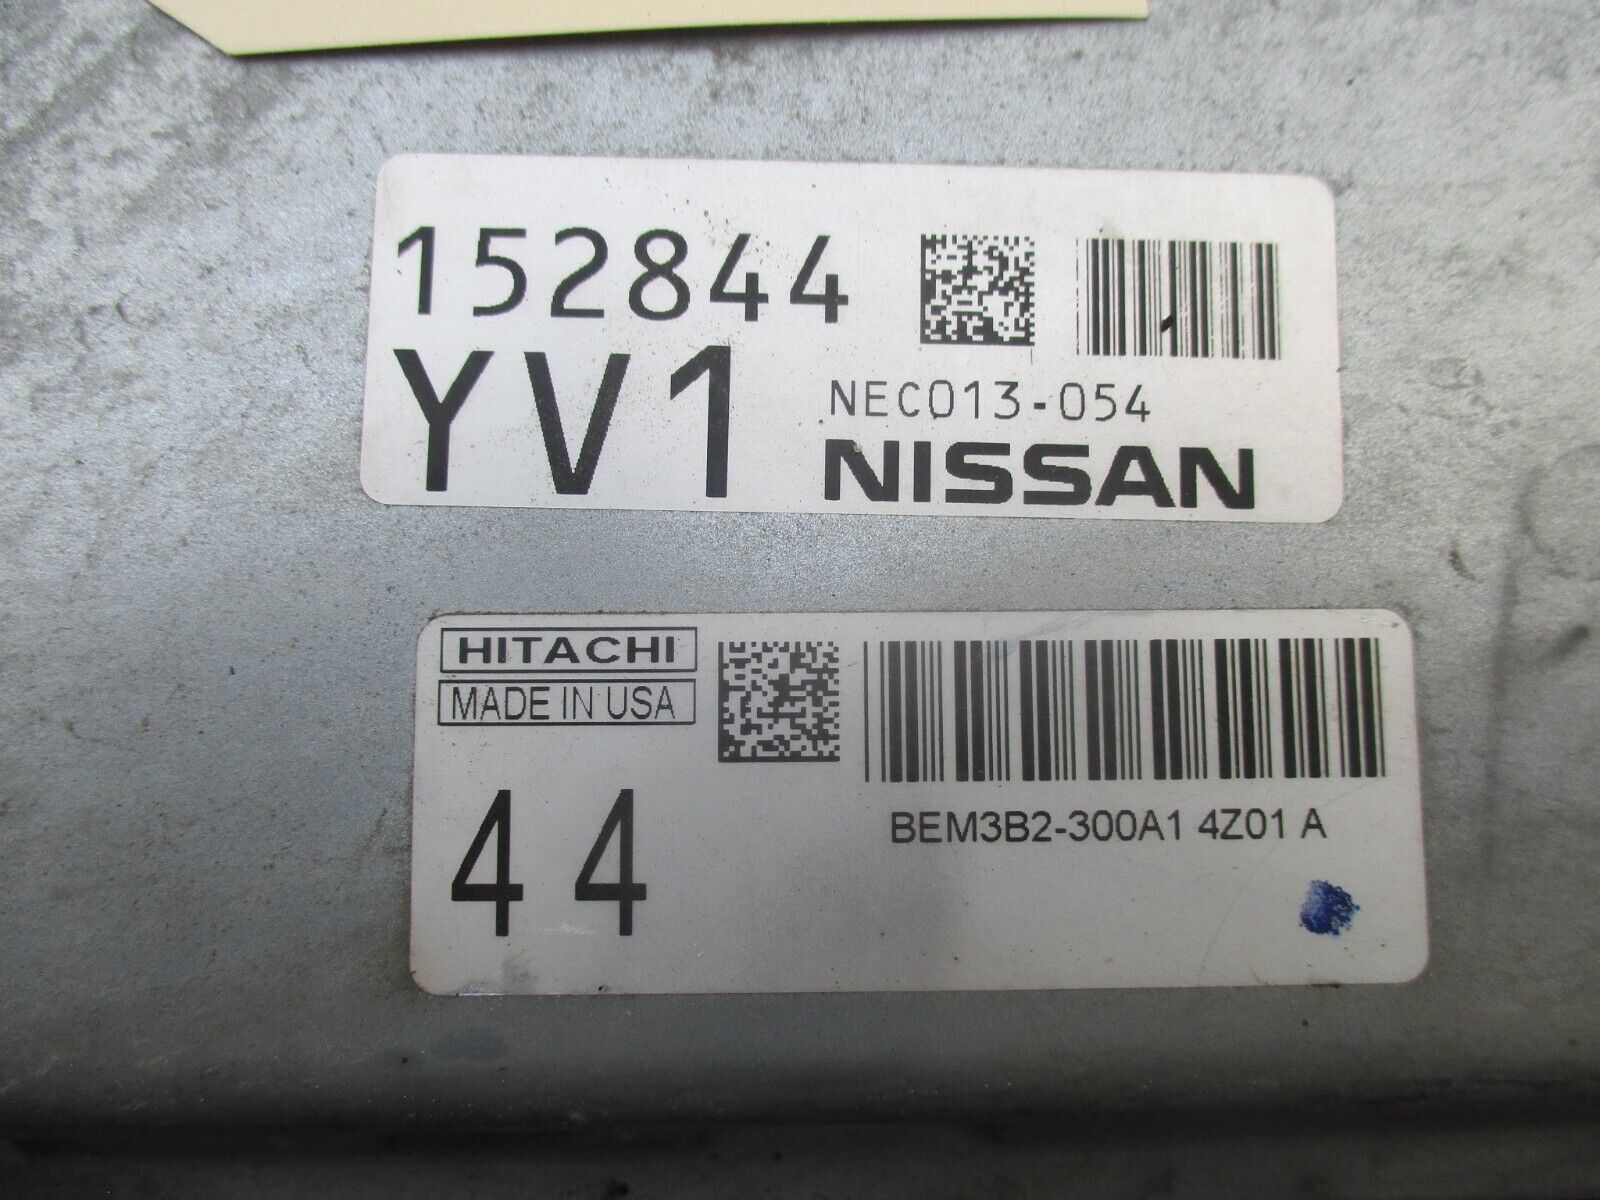 152844
YV1
NEC013-054
NISSAN
HITACHI
MADE IN USA
44
BEM3B2-300A1 4Z01 A